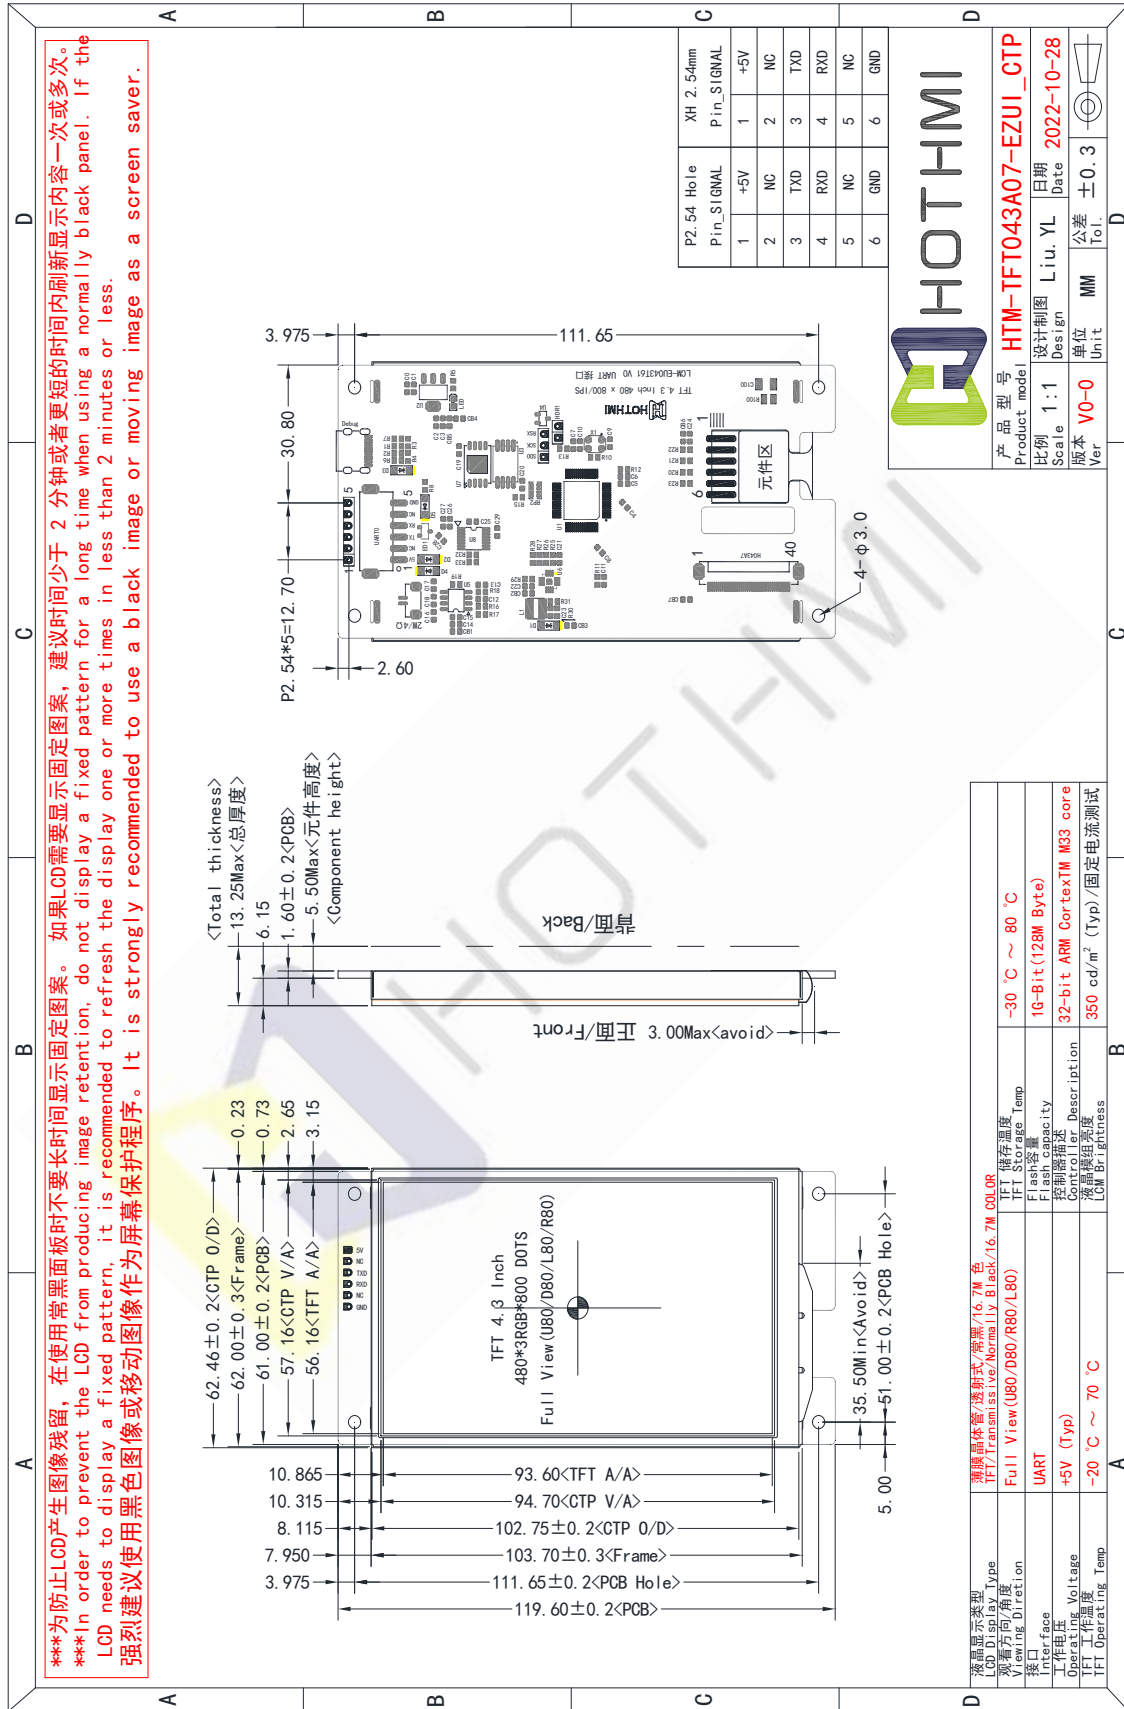 ***为防止LCD产生图像残留，在使用常黑面板时不要长时间显示固定图案。 如果LCD需要显示固定图案，建议时间少于 2 分钟或者更短的时间内刷新显示内容一次或多次。
***In order to prevent the LCD from producing image retention, do not display a fixed pattern for a long time when using a normally black panel. If the
LCD needs to display a fixed pattern, it is recommended to refresh the display one or more times in less than 2 minutes or less.
强烈建议使用黑色图像或移动图像作为屏幕保护程序。It is strongly recommended to use a black image or moving image as a screen saver.
A
B
C
D
62.46±0.2<CTP O/D>
0.23
62.00±0.3<Frame>
0.73
61.00±0.2<PCB>
2.65
57.16<CTP V/A>
3.15
56.16<TFT A/A>
5V
NC
TXD
RXD
NC
GND
TFT 4.3 Inch
480*3RGB*800 DOTS
Full View(U80/D80/L80/R80)
10.865
93.60<TFT A/A>
10.315
94.70<CTP V/A>
8.115
102.75±0.2<CTP O/D>
7.950
103.70±0.3<Frame>
3.975
111.65±0.2<PCB Hole>
119.60±0.2<PCB>
35.50Min<Avoid>
51.00±0.2<PCB Hole>
5.00
<Total thickness>
13.25Max<总厚度>
6.15
1.60±0.2<PCB>
5.50Max<元件高度>
<Component height>
背面/Back
正面/Front
3.00Max<avoid>
P2.54*5=12.70
30.80
3.975
2.60
111.65
4-φ3.0
Debug
UART0
2W/4Ω
HOTHMI
TFT 4.3 Inch 480 x 800/IPS
LCM-EU043T61 V0 UART 接口
元件区
1
6
1
40
H043A7
P2.54 Hole XH 2.54mm
Pin_SIGNAL Pin_SIGNAL
1 +5V 1 +5V
2 NC 2 NC
3 TXD 3 TXD
4 RXD 4 RXD
5 NC 5 NC
6 GND 6 GND
HOTHMI
产品型号 Product model HTM-TFT043A07-EZUI_CTP
比例 Scale 1:1 设计制图 Design Liu.YL 日期 Date 2022-10-28
版本 Ver V0-0 单位 Unit MM 公差 Tol. ±0.3
液晶显示类型 LCD Display Type 薄膜晶体管/透射式/常黑/16.7M 色 TFT/Transmissive/Normally Black/16.7M COLOR
观看方向/角度 Viewing Diretion Full View(U80/D80/R80/L80) TFT 储存温度 TFT Storage Temp -30 ℃ ~ 80 ℃
接口 Interface UART Flash容量 Flash capacity 1G-Bit(128M Byte)
工作电压 Operating Voltage +5V (Typ) 控制器描述 Controller Description 32-bit ARM CortexTM M33 core
TFT 工作温度 TFT Operating Temp -20 ℃ ~ 70 ℃ 液晶模组亮度 LCM Brightness 350 cd/m² (Typ)/固定电流测试
A
B
C
D
HOTHMI